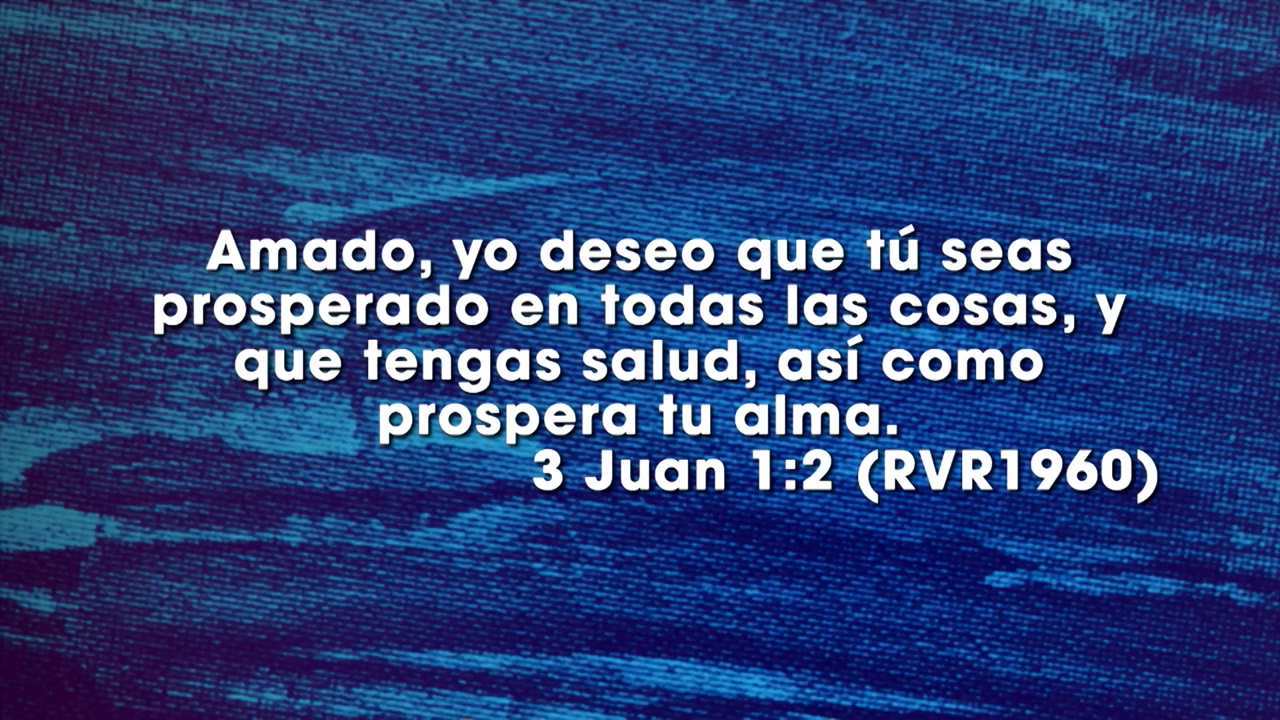 Amado, yo deseo que tú seas
prosperado en todas las cosas, y
que tengas salud, así como
prospera tu alma.
3 Juan 1:2 (RVR1960)